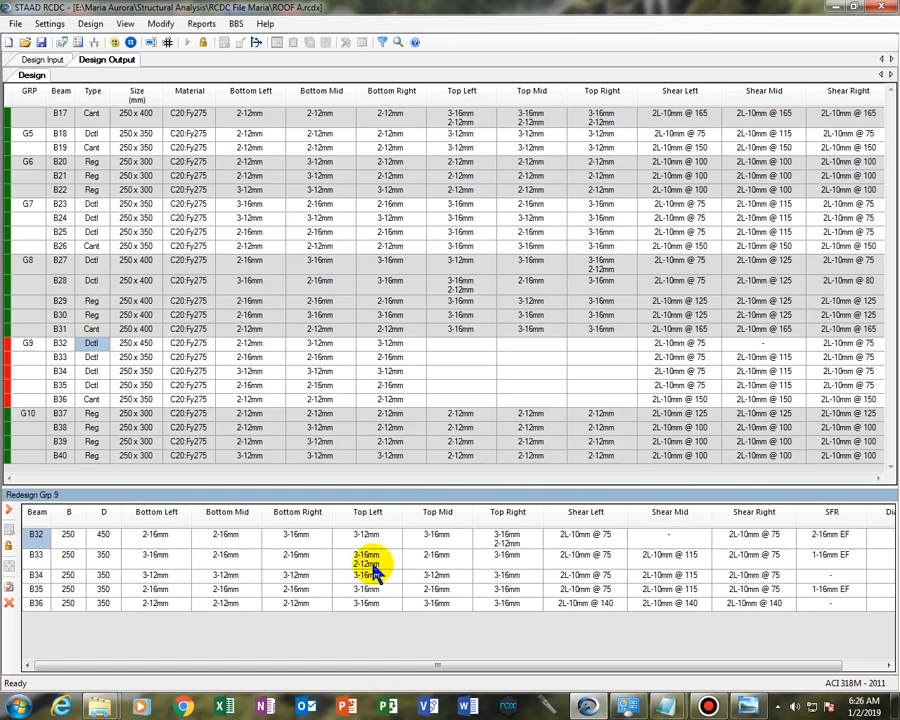 STAAD RCDC - [E:\Maria Aurora\Structural Analysis\RCDC File Maria\ROOF A.rcdx]
File Settings Design View Modify Reports BBS Help
Design Input Design Output
Design
GRP Beam Type Size (mm) Material Bottom Left Bottom Mid Bottom Right Top Left Top Mid Top Right Shear Left Shear Mid Shear Right
B17 Cant 250 x 400 C20:Fy275 2-12mm 2-12mm 2-12mm 3-16mm 2-12mm 3-16mm 2-12mm 3-16mm 2-12mm 2L-10mm @ 165 2L-10mm @ 165 2L-10mm @ 165
G5 B18 Dctl 250 x 350 C20:Fy275 2-12mm 2-12mm 2-12mm 3-12mm 3-12mm 3-12mm 2L-10mm @ 75 2L-10mm @ 115 2L-10mm @ 75
B19 Cant 250 x 350 C20:Fy275 2-12mm 2-12mm 2-12mm 3-12mm 2-12mm 2-12mm 2L-10mm @ 150 2L-10mm @ 150 2L-10mm @ 150
G6 B20 Reg 250 x 300 C20:Fy275 2-12mm 2-12mm 2-12mm 2-12mm 2-12mm 2-12mm 2L-10mm @ 100 2L-10mm @ 100 2L-10mm @ 100
B21 Reg 250 x 300 C20:Fy275 2-12mm 2-12mm 2-12mm 2-12mm 2-12mm 2-12mm 2L-10mm @ 100 2L-10mm @ 100 2L-10mm @ 100
B22 Reg 250 x 300 C20:Fy275 2-12mm 2-12mm 2-12mm 2-12mm 2-12mm 2-12mm 2L-10mm @ 100 2L-10mm @ 100 2L-10mm @ 100
G7 B23 Dctl 250 x 350 C20:Fy275 3-16mm 2-16mm 2-16mm 3-16mm 2-16mm 3-16mm 2L-10mm @ 75 2L-10mm @ 115 2L-10mm @ 75
B24 Dctl 250 x 350 C20:Fy275 3-12mm 3-12mm 3-12mm 3-16mm 3-12mm 3-16mm 2L-10mm @ 75 2L-10mm @ 115 2L-10mm @ 75
B25 Dctl 250 x 350 C20:Fy275 2-16mm 2-16mm 2-16mm 3-16mm 3-16mm 3-16mm 2L-10mm @ 75 2L-10mm @ 115 2L-10mm @ 75
B26 Cant 250 x 350 C20:Fy275 2-12mm 2-12mm 2-12mm 3-16mm 3-16mm 3-16mm 2L-10mm @ 150 2L-10mm @ 150 2L-10mm @ 150
G8 B27 Dctl 250 x 400 C20:Fy275 2-16mm 2-16mm 2-16mm 3-16mm 3-16mm 3-16mm 2-12mm 2L-10mm @ 75 2L-10mm @ 125 2L-10mm @ 75
B28 Dctl 250 x 400 C20:Fy275 3-16mm 3-16mm 3-16mm 3-16mm 2-12mm 2-16mm 3-16mm 2L-10mm @ 75 2L-10mm @ 125 2L-10mm @ 80
B29 Reg 250 x 400 C20:Fy275 2-16mm 2-16mm 2-16mm 3-16mm 3-12mm 3-16mm 2L-10mm @ 125 2L-10mm @ 125 2L-10mm @ 125
B30 Reg 250 x 400 C20:Fy275 2-16mm 2-16mm 2-16mm 3-16mm 3-16mm 3-16mm 2L-10mm @ 125 2L-10mm @ 125 2L-10mm @ 125
B31 Cant 250 x 400 C20:Fy275 2-12mm 2-12mm 2-12mm 3-16mm 3-16mm 3-16mm 2L-10mm @ 165 2L-10mm @ 165 2L-10mm @ 165
G9 B32 Dctl 250 x 450 C20:Fy275 2-12mm 2-12mm 3-12mm 2L-10mm @ 75 - 2L-10mm @ 75
B33 Dctl 250 x 350 C20:Fy275 2-16mm 2-16mm 2-16mm 2L-10mm @ 75 2L-10mm @ 115 2L-10mm @ 75
B34 Dctl 250 x 350 C20:Fy275 3-12mm 3-12mm 3-12mm 2L-10mm @ 75 2L-10mm @ 115 2L-10mm @ 75
B35 Dctl 250 x 350 C20:Fy275 2-16mm 2-16mm 2-16mm 2L-10mm @ 75 2L-10mm @ 115 2L-10mm @ 75
B36 Cant 250 x 350 C20:Fy275 2-12mm 2-12mm 2-12mm 2L-10mm @ 150 2L-10mm @ 150 2L-10mm @ 150
G10 B37 Reg 250 x 300 C20:Fy275 2-12mm 2-12mm 2-12mm 2-12mm 2-12mm 2-12mm 2L-10mm @ 125 2L-10mm @ 125 2L-10mm @ 125
B38 Reg 250 x 300 C20:Fy275 2-12mm 2-12mm 2-12mm 2-12mm 2-12mm 2-12mm 2L-10mm @ 100 2L-10mm @ 100 2L-10mm @ 100
B39 Reg 250 x 300 C20:Fy275 2-12mm 2-12mm 2-12mm 2-12mm 2-12mm 2-12mm 2L-10mm @ 100 2L-10mm @ 100 2L-10mm @ 100
B40 Reg 250 x 300 C20:Fy275 3-12mm 3-12mm 3-12mm 2-12mm 2-12mm 2-12mm 2L-10mm @ 100 2L-10mm @ 100 2L-10mm @ 100
Redesign Grp 9
Beam B D Bottom Left Bottom Mid Bottom Right Top Left Top Mid Top Right Shear Left Shear Mid Shear Right SFR Di
B32 250 450 2-16mm 2-16mm 3-16mm 3-12mm 2-16mm 3-16mm 2-12mm 2L-10mm @ 75 - 2L-10mm @ 75 2-16mm EF
B33 250 350 3-16mm 2-16mm 2-16mm 3-16mm 2-12mm 2-16mm 3-16mm 2L-10mm @ 75 2L-10mm @ 115 2L-10mm @ 75 1-16mm EF
B34 250 350 3-12mm 3-12mm 3-12mm 3-16mm 3-12mm 3-16mm 2L-10mm @ 75 2L-10mm @ 115 2L-10mm @ 75 -
B35 250 350 2-16mm 2-16mm 2-16mm 3-16mm 3-16mm 3-16mm 2L-10mm @ 75 2L-10mm @ 115 2L-10mm @ 75 1-16mm EF
B36 250 350 2-12mm 2-12mm 2-12mm 3-16mm 3-16mm 3-16mm 2L-10mm @ 140 2L-10mm @ 140 2L-10mm @ 140 -
Ready ACI 318M - 2011
6:26 AM
1/2/2019